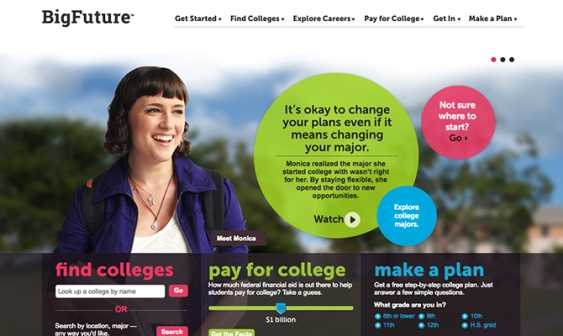 BigFuture™
Get Started Find Colleges Explore Careers Pay for College Get In Make a Plan
It's okay to change
your plans even if it
means changing
your major.
Monica realized the major she
started college with wasn't right
for her. By staying flexible, she
opened the door to new
opportunities.
Watch
Not sure
where to
start?
Go
Explore
college
majors.
Meet Monica
find colleges
Look up a college by name Go
OR
Search by location, major —
any way you'd like.
Search
pay for college
How much federal financial aid is out there to help
students pay for college? Take a guess.
$1 billion
Get the Facts
make a plan
Get a free step-by-step college plan. Just
answer a few simple questions.
What grade are you in?
8th or lower 9th 10th
11th 12th H.S. grad